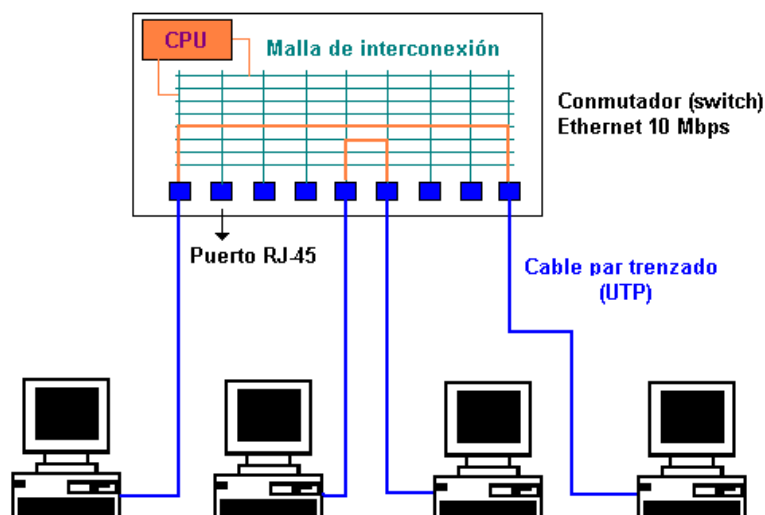 CPU
Malla de interconexión
Conmutador (switch)
Ethernet 10 Mbps
Puerto RJ-45
Cable par trenzado
(UTP)